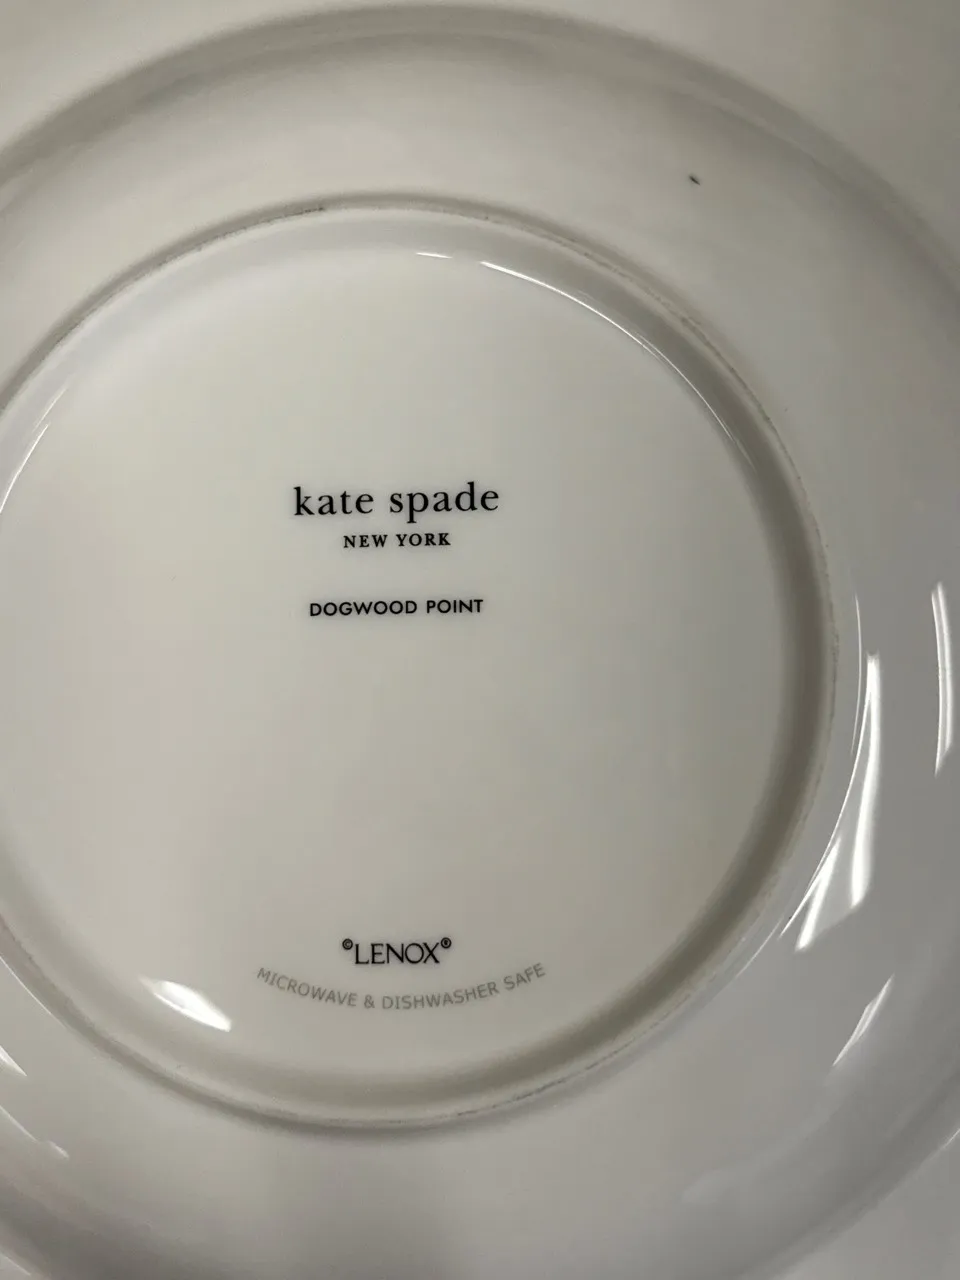 kate spade
NEW YORK
DOGWOOD POINT
©LENOX®
MICROWAVE & DISHWASHER SAFE